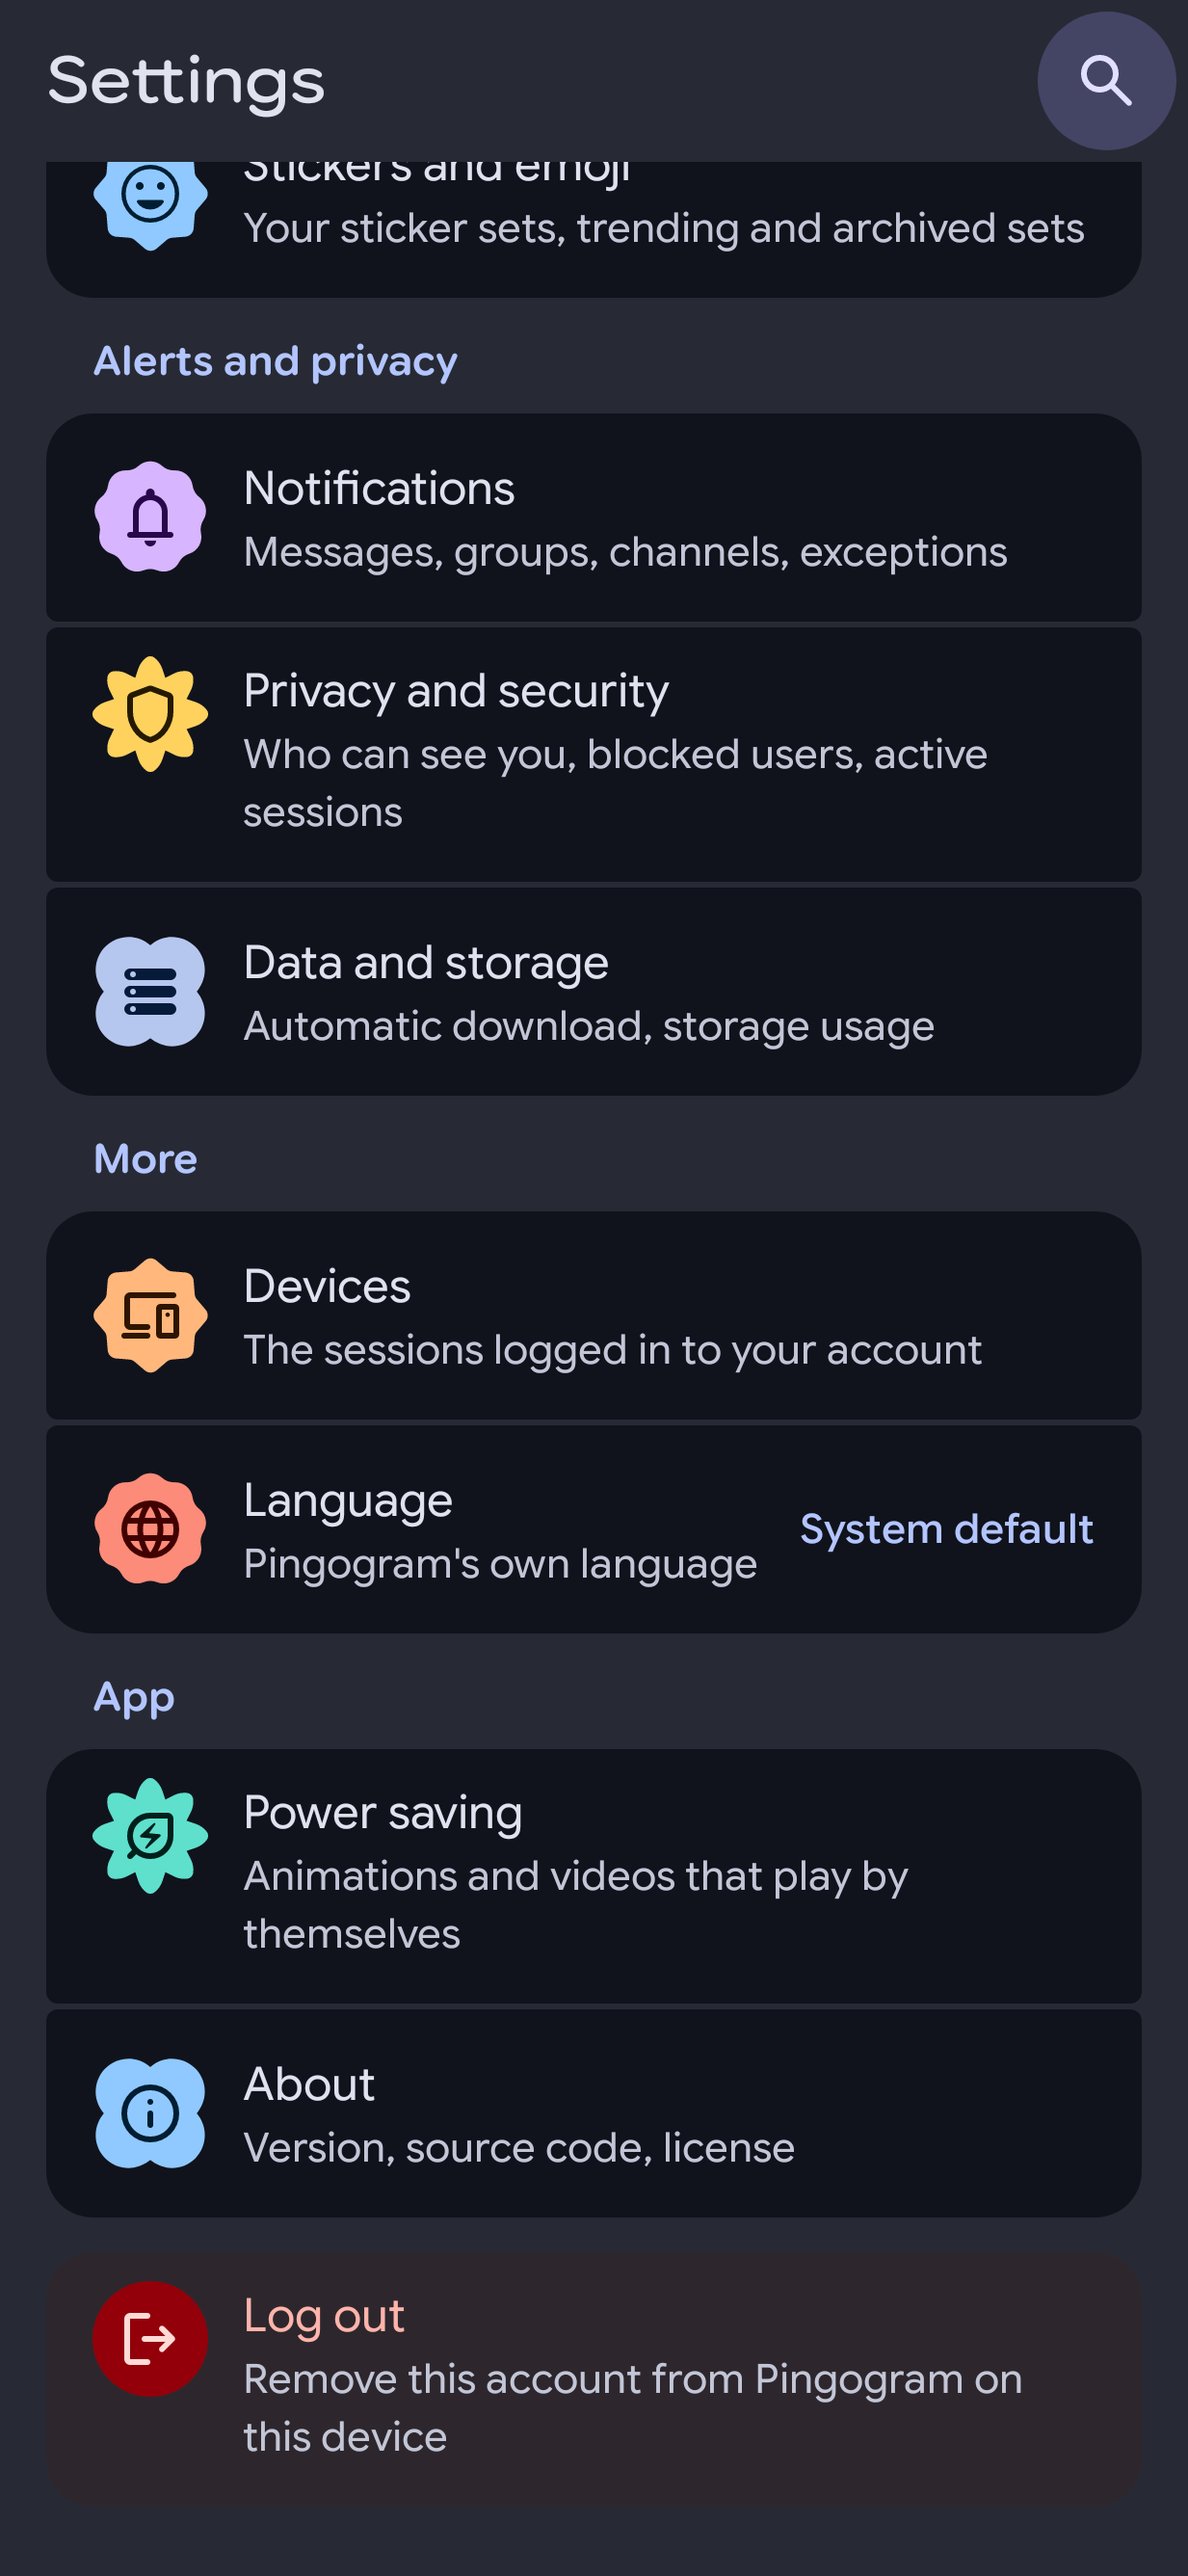 Settings
Stickers and emoji
Your sticker sets, trending and archived sets
Alerts and privacy
Notifications
Messages, groups, channels, exceptions
Privacy and security
Who can see you, blocked users, active
sessions
Data and storage
Automatic download, storage usage
More
Devices
The sessions logged in to your account
Language
Pingogram's own language
System default
App
Power saving
Animations and videos that play by
themselves
About
Version, source code, license
Log out
Remove this account from Pingogram on
this device